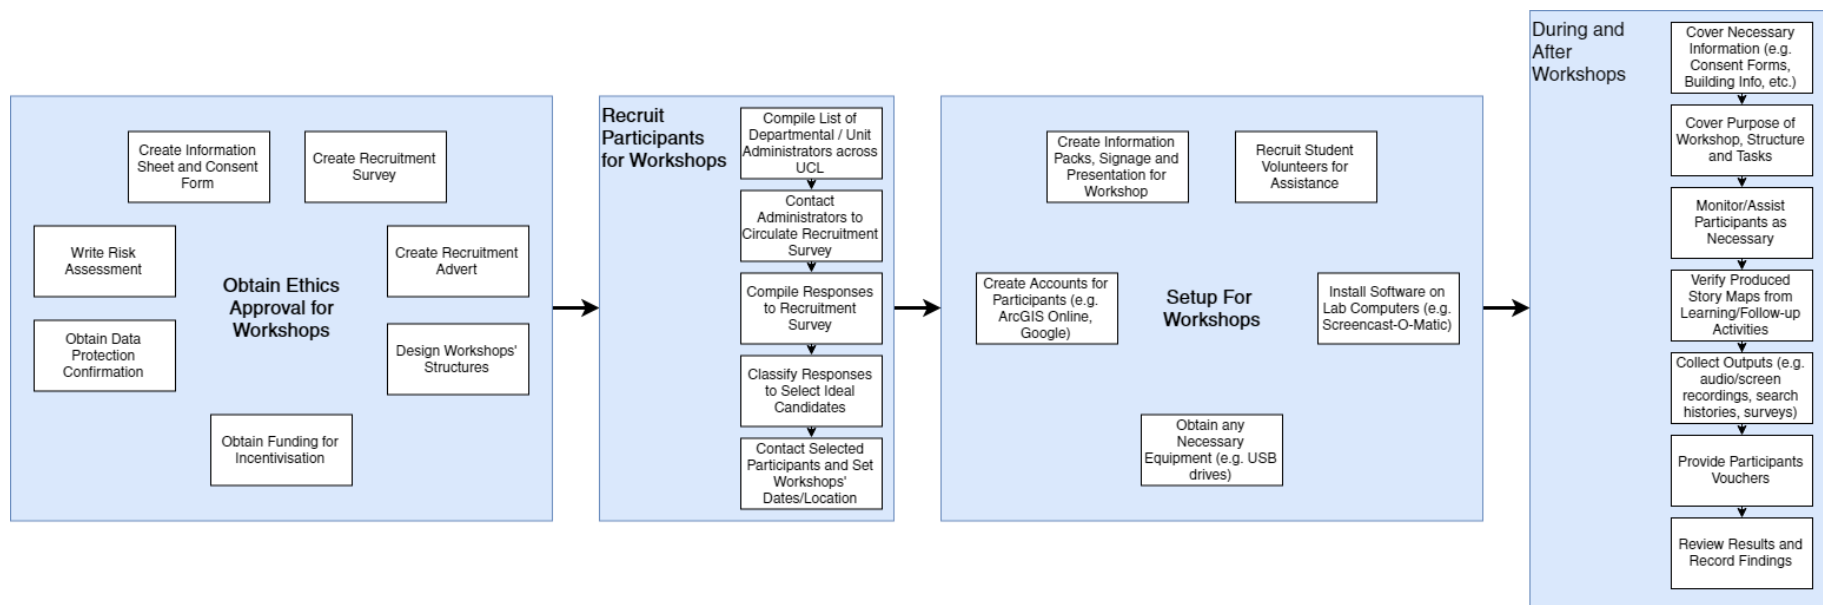 Create Information
Sheet and Consent
Form
Create Recruitment
Survey
Write Risk
Assessment
Create Recruitment
Advert
Obtain Ethics
Approval for
Workshops
Obtain Data
Protection
Confirmation
Design Workshops'
Structures
Obtain Funding for
Incentivisation
Recruit
Participants
for Workshops
Compile List of
Departmental / Unit
Administrators across
UCL
Contact
Administrators to
Circulate Recruitment
Survey
Compile Responses
to Recruitment
Survey
Classify Responses
to Select Ideal
Candidates
Contact Selected
Participants and Set
Workshops'
Dates/Location
Create Information
Packs, Signage and
Presentation for
Workshop
Recruit Student
Volunteers for
Assistance
Create Accounts for
Participants (e.g.
ArcGIS Online,
Google)
Setup For
Workshops
Install Software on
Lab Computers (e.g.
Screencast-O-Matic)
Obtain any
Necessary
Equipment (e.g. USB
drives)
During and
After
Workshops
Cover Necessary
Information (e.g.
Consent Forms,
Building Info, etc.)
Cover Purpose of
Workshop, Structure
and Tasks
Monitor/Assist
Participants as
Necessary
Verify Produced
Story Maps from
Learning/Follow-up
Activities
Collect Outputs (e.g.
audio/screen
recordings, search
histories, surveys)
Provide Participants
Vouchers
Review Results and
Record Findings